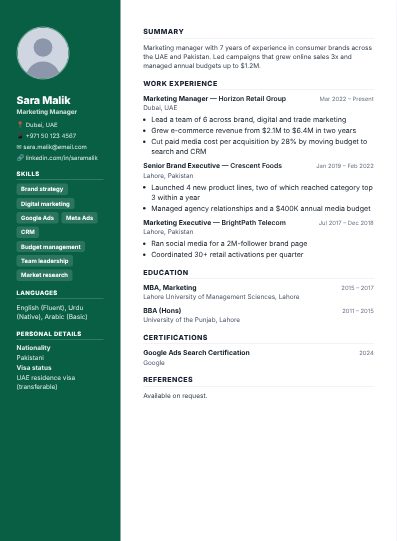 Sara Malik
Marketing Manager
Dubai, UAE
+971 50 123 4567
sara.malik@email.com
linkedin.com/in/saramalik
SKILLS
Brand strategy
Digital marketing
Google Ads
Meta Ads
CRM
Budget management
Team leadership
Market research
LANGUAGES
English (Fluent), Urdu
(Native), Arabic (Basic)
PERSONAL DETAILS
Nationality
Pakistani
Visa status
UAE residence visa
(transferable)
SUMMARY
Marketing manager with 7 years of experience in consumer brands across
the UAE and Pakistan. Led campaigns that grew online sales 3x and
managed annual budgets up to $1.2M.
WORK EXPERIENCE
Marketing Manager — Horizon Retail Group Mar 2022 – Present
Dubai, UAE
• Lead a team of 6 across brand, digital and trade marketing
• Grew e-commerce revenue from $2.1M to $6.4M in two years
• Cut paid media cost per acquisition by 28% by moving budget to
search and CRM
Senior Brand Executive — Crescent Foods Jan 2019 – Feb 2022
Lahore, Pakistan
• Launched 4 new product lines, two of which reached category top
3 within a year
• Managed agency relationships and a $400K annual media budget
Marketing Executive — BrightPath Telecom Jul 2017 – Dec 2018
Lahore, Pakistan
• Ran social media for a 2M-follower brand page
• Coordinated 30+ retail activations per quarter
EDUCATION
MBA, Marketing 2015 – 2017
Lahore University of Management Sciences, Lahore
BBA (Hons) 2011 – 2015
University of the Punjab, Lahore
CERTIFICATIONS
Google Ads Search Certification 2024
Google
REFERENCES
Available on request.